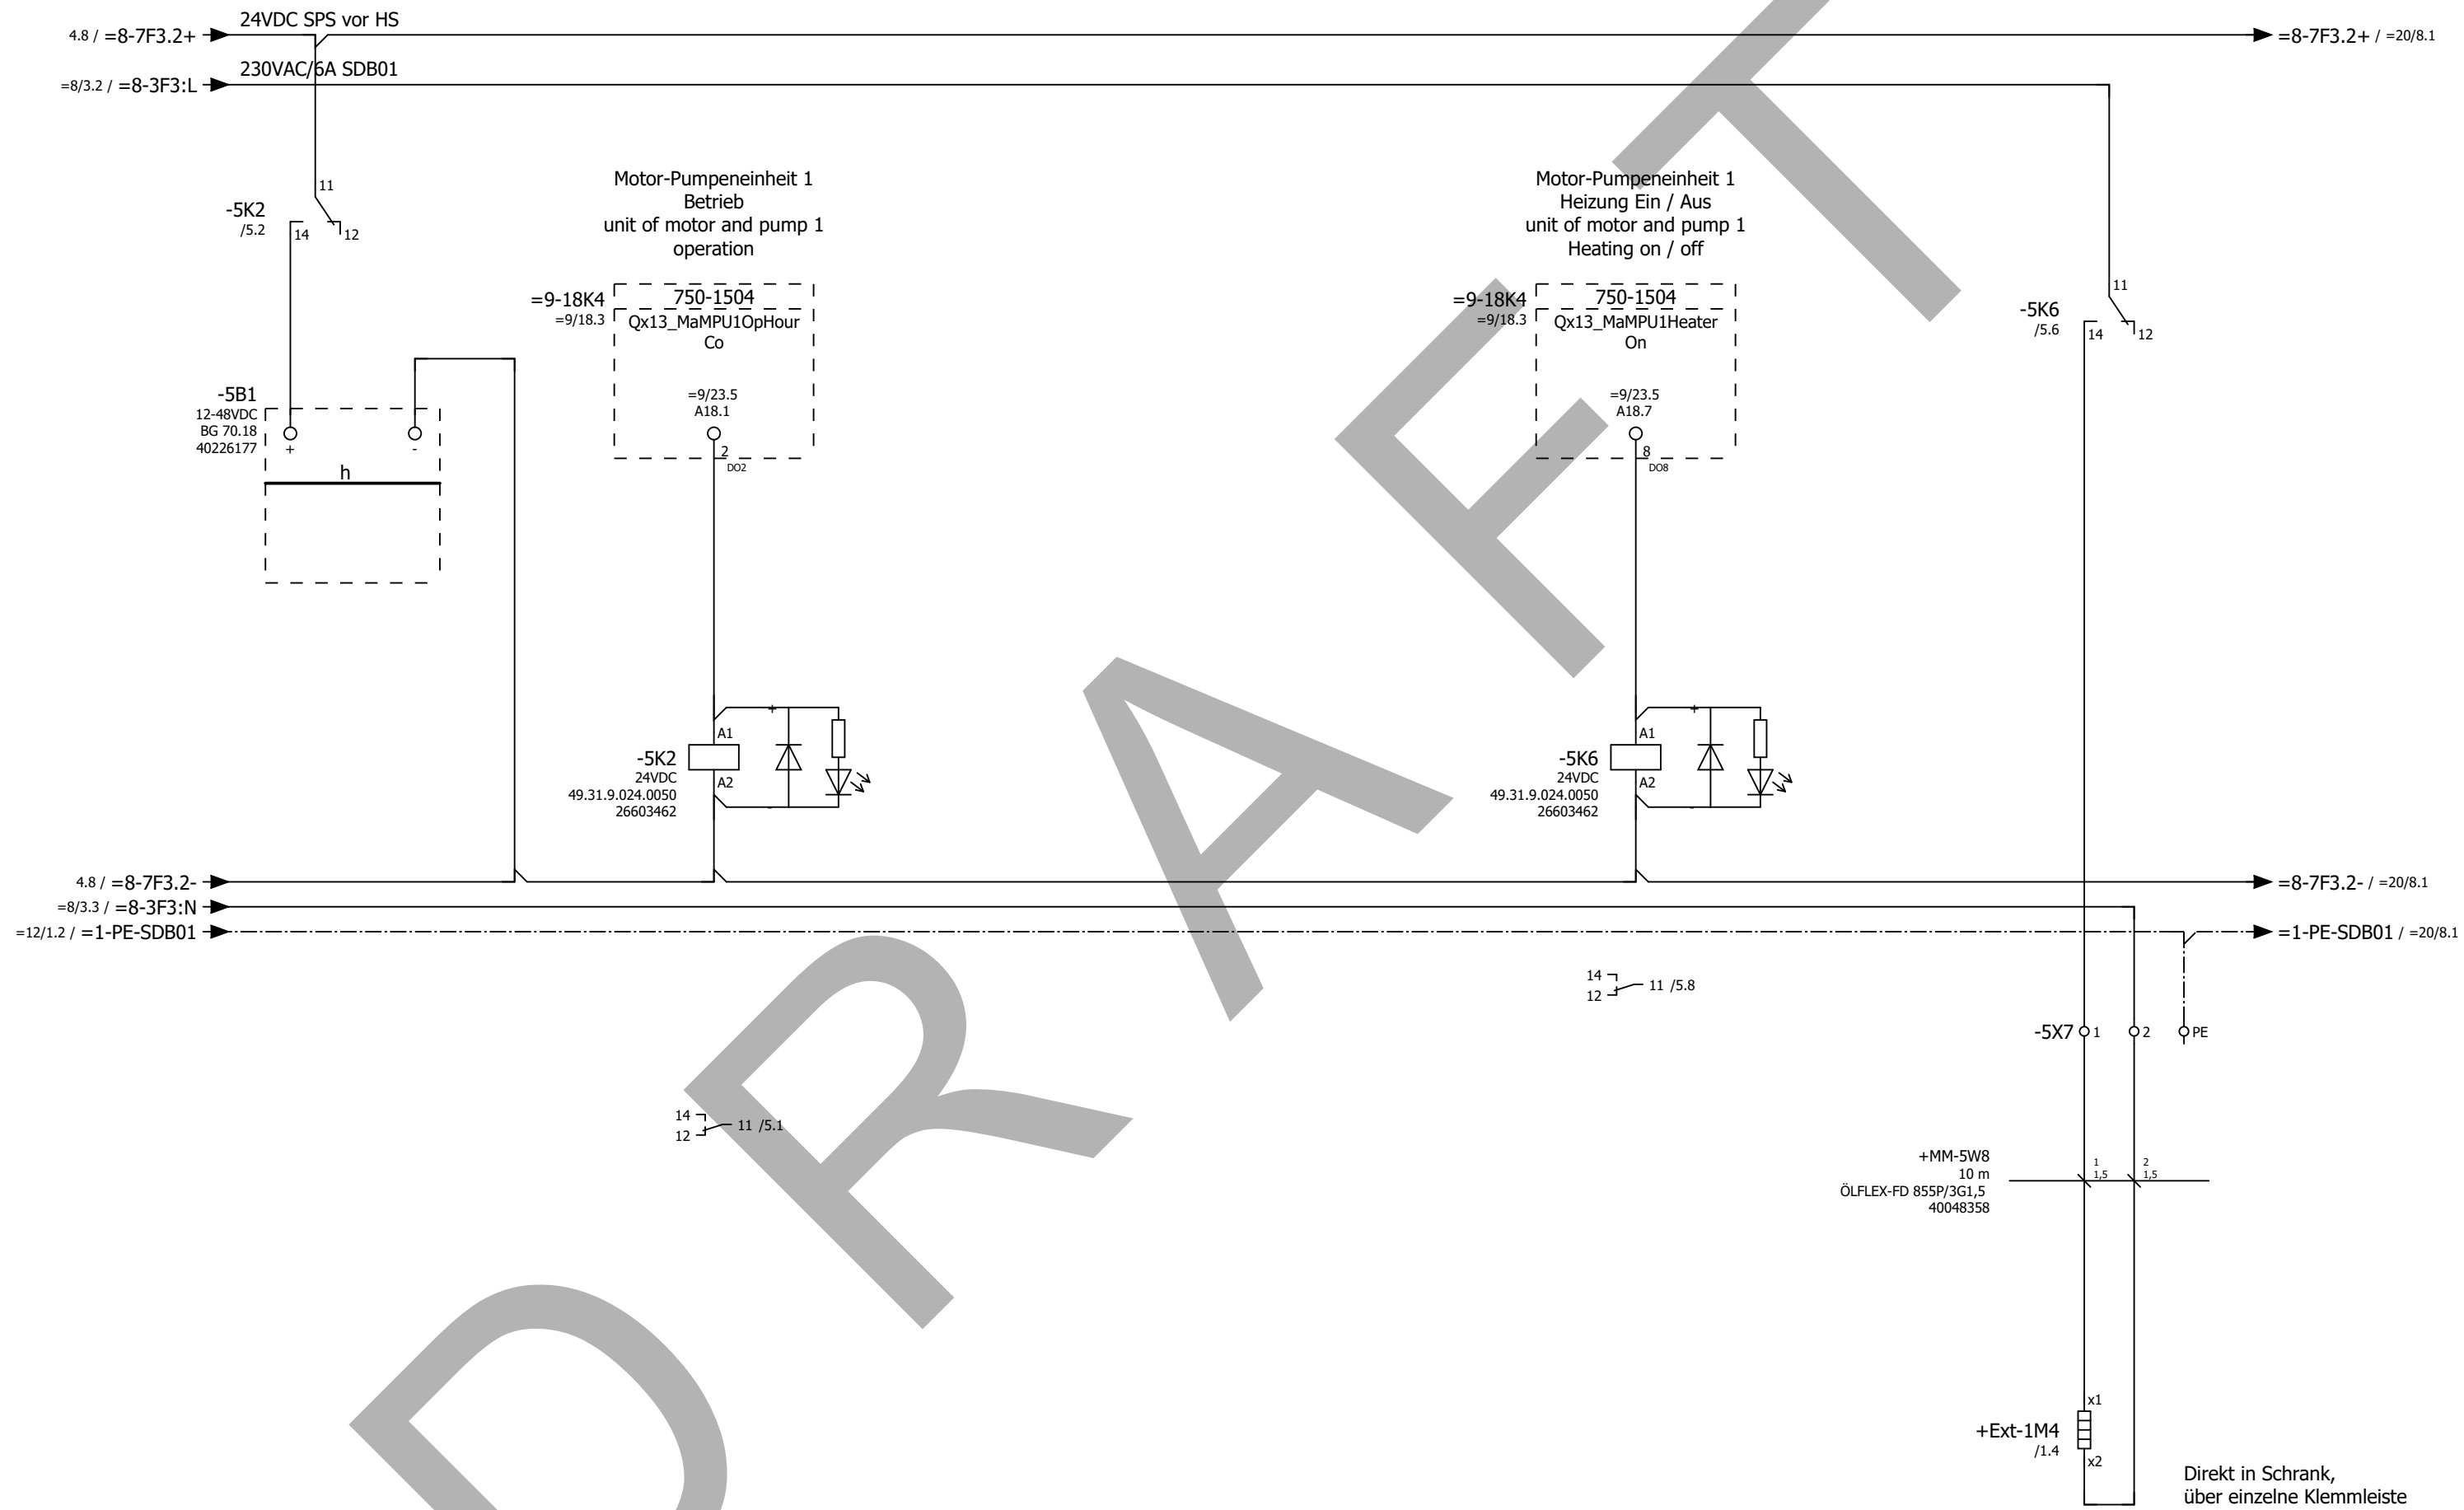 24VDC SPS vor HS
4.8 / =8-7F3.2+
=8-7F3.2+ / =20/8.1
230VAC/6A SDB01
=8/3.2 / =8-3F3:L
11
-5K2
/5.2
14
12
Motor-Pumpeneinheit 1
Betrieb
unit of motor and pump 1
operation
=9-18K4
=9/18.3
750-1504
Qx13_MaMPU1OpHour
Co
=9/23.5
A18.1
2
DO2
Motor-Pumpeneinheit 1
Heizung Ein / Aus
unit of motor and pump 1
Heating on / off
=9-18K4
=9/18.3
750-1504
Qx13_MaMPU1Heater
On
=9/23.5
A18.7
8
DO8
11
-5K6
/5.6
14
12
-5B1
12-48VDC
BG 70.18
40226177
+
-
h
A1
+
-5K2
24VDC
49.31.9.024.0050
26603462
A2
-
A1
+
-5K6
24VDC
49.31.9.024.0050
26603462
A2
-
4.8 / =8-7F3.2-
=8-7F3.2- / =20/8.1
=8/3.3 / =8-3F3:N
=12/1.2 / =1-PE-SDB01
=1-PE-SDB01 / =20/8.1
14
12
11 /5.8
-5X7
1
2
PE
14
12
11 /5.1
+MM-5W8
10 m
ÖLFLEX-FD 855P/3G1,5
40048358
1
1,5
2
1,5
x1
+Ext-1M4
/1.4
x2
Direkt in Schrank,
über einzelne Klemmleiste
DRAFT